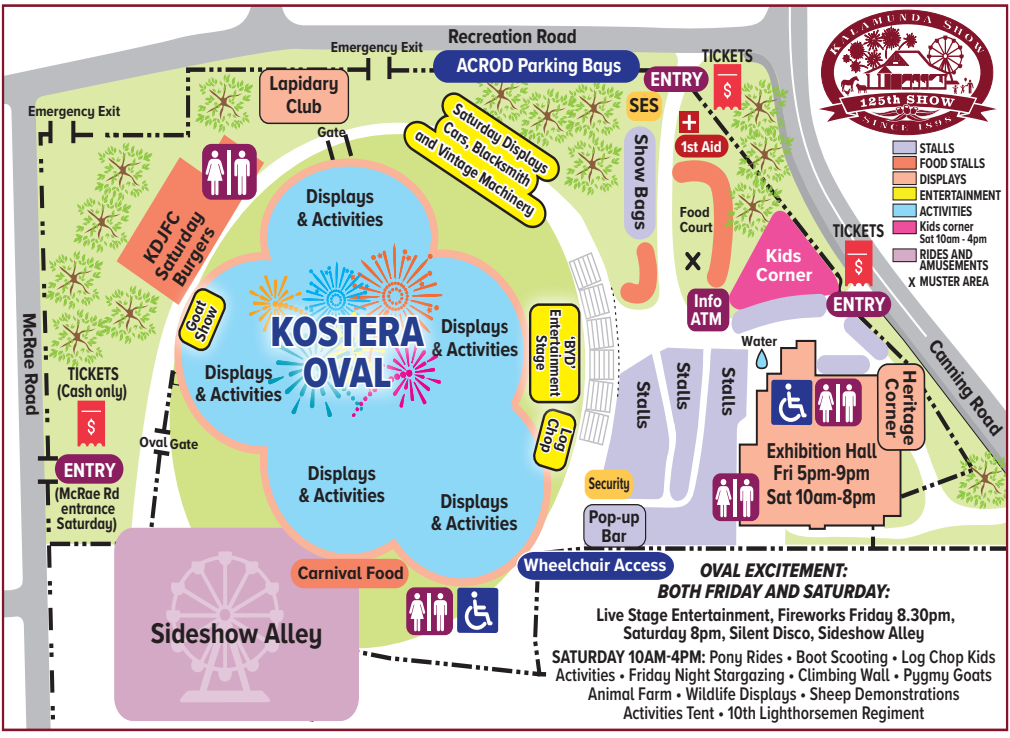 Recreation Road
Emergency Exit
ACROD Parking Bays
ENTRY
TICKETS
$
KALAMUNDA SHOW
125th SHOW
SINCE 1898
Emergency Exit
Lapidary
Club
Gate
Saturday Displays
Cars, Blacksmith
and Vintage Machinery
SES
Show Bags
1st Aid
Food
Court
X
STALLS
FOOD STALLS
DISPLAYS
ENTERTAINMENT
ACTIVITIES
Kids corner
Sat 10am - 4pm
RIDES AND
AMUSEMENTS
X MUSTER AREA
KDJFC
Saturday
Burgers
Displays
& Activities
Kids
Corner
TICKETS
$
ENTRY
Info
ATM
Goat
Show
KOSTERA
OVAL
Displays
& Activities
Displays
& Activities
'BYD'
Entertainment
Stage
Log
Chop
Water
Canning Road
McRae Road
TICKETS
(Cash only)
$
Oval Gate
ENTRY
(McRae Rd
entrance
Saturday)
Stalls
Stalls
Stalls
Heritage
Corner
Exhibition Hall
Fri 5pm-9pm
Sat 10am-8pm
Displays
& Activities
Displays
& Activities
Security
Pop-up
Bar
Carnival Food
Wheelchair Access
Sideshow Alley
OVAL EXCITEMENT:
BOTH FRIDAY AND SATURDAY:
Live Stage Entertainment, Fireworks Friday 8.30pm,
Saturday 8pm, Silent Disco, Sideshow Alley
SATURDAY 10AM-4PM: Pony Rides • Boot Scooting • Log Chop Kids
Activities • Friday Night Stargazing • Climbing Wall • Pygmy Goats
Animal Farm • Wildlife Displays • Sheep Demonstrations
Activities Tent • 10th Lighthorsemen Regiment